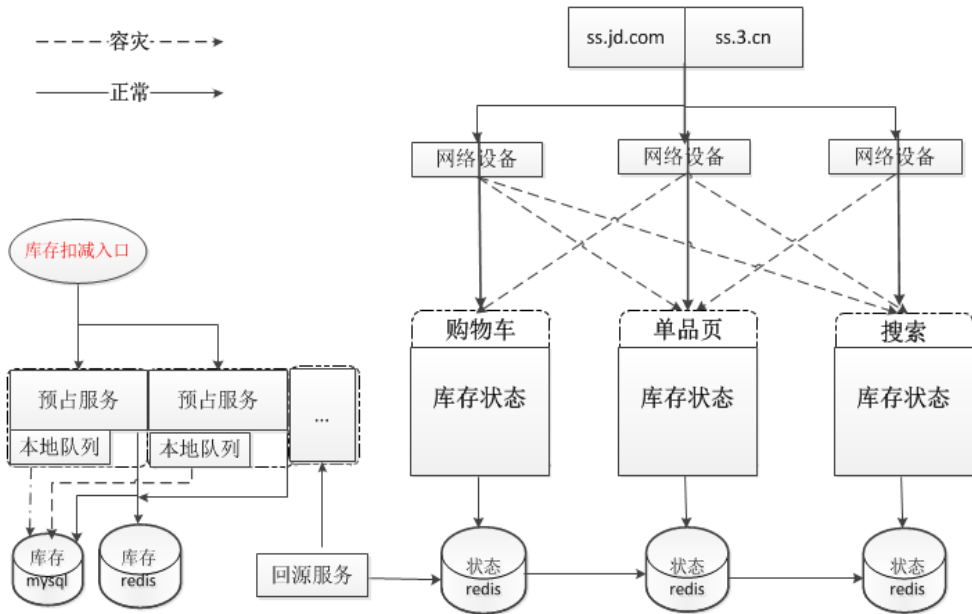 容灾
正常
ss.jd.com
ss.3.cn
网络设备
网络设备
网络设备
库存扣减入口
购物车
单品页
搜索
库存状态
库存状态
库存状态
预占服务
预占服务
...
本地队列
本地队列
库存
mysql
库存
redis
回源服务
状态
redis
状态
redis
状态
redis